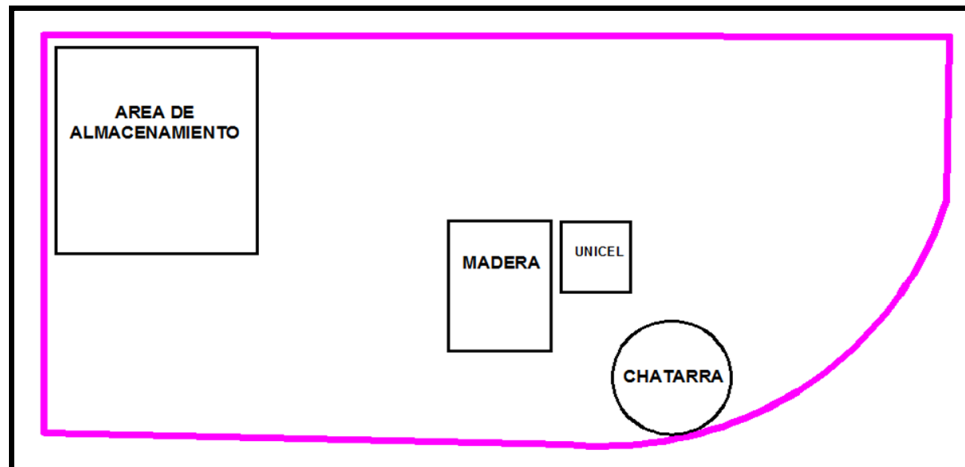 AREA DE
ALMACENAMIENTO
MADERA
UNICEL
CHATARRA